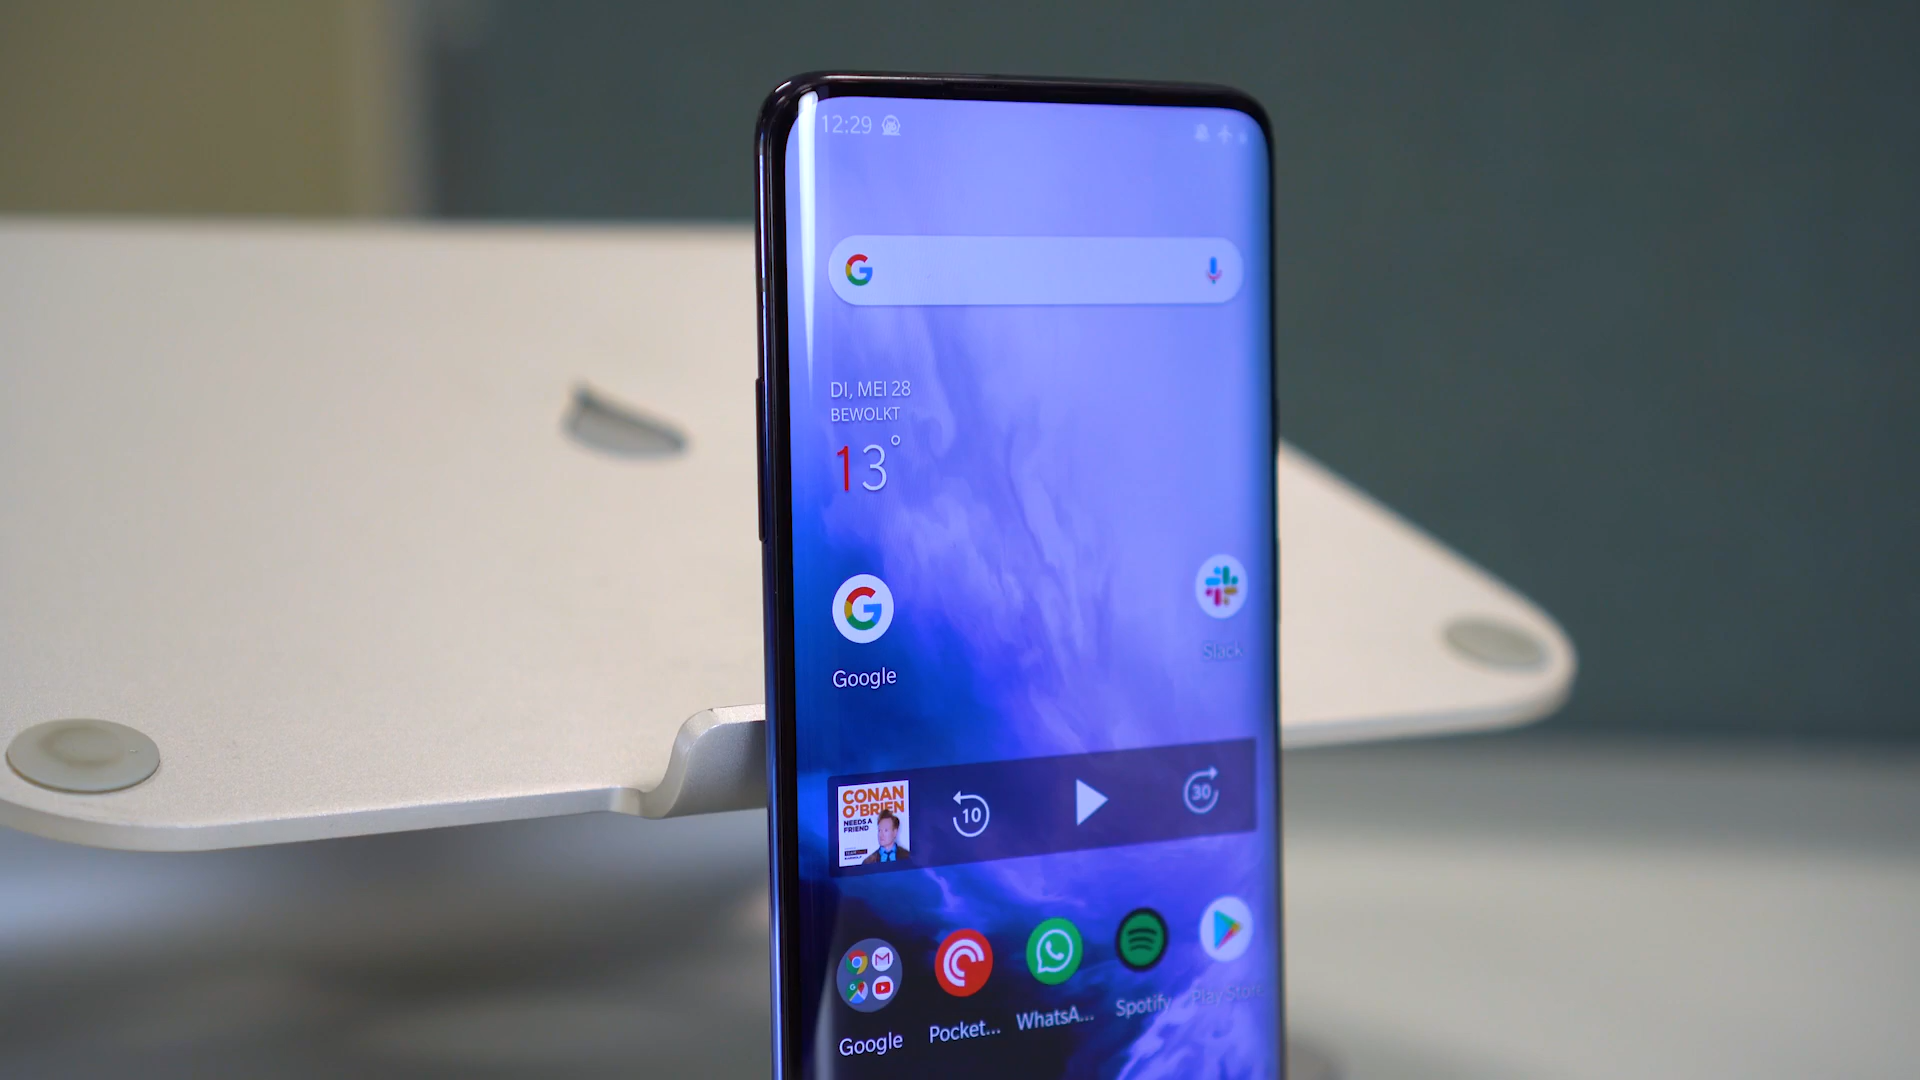 12:29
DI, MEI 28
BEWOLKT
13°
Google
Slack
CONAN
O'BRIEN
NEEDS A
FRIEND
10
30
Google
Pocket...
WhatsA...
Spotify
Play Store